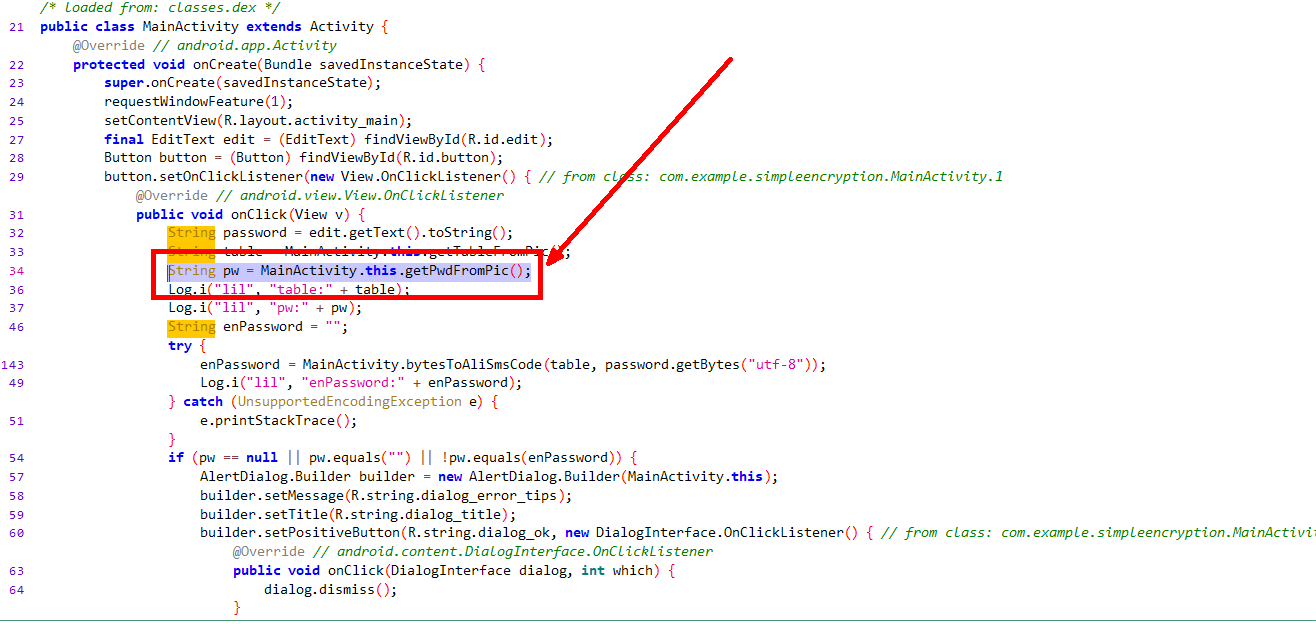 /* loaded from: classes.dex */
21 public class MainActivity extends Activity {
@Override // android.app.Activity
22 protected void onCreate(Bundle savedInstanceState) {
23 super.onCreate(savedInstanceState);
24 requestWindowFeature(1);
25 setContentView(R.layout.activity_main);
27 final EditText edit = (EditText) findViewById(R.id.edit);
28 Button button = (Button) findViewById(R.id.button);
29 button.setOnClickListener(new View.OnClickListener() { // from class: com.example.simpleencryption.MainActivity.1
@Override // android.view.View.OnClickListener
31 public void onClick(View v) {
32 String password = edit.getText().toString();
33 String table = MainActivity.this.getTableFromPic();
34 String pw = MainActivity.this.getPwdFromPic();
36 Log.i("lil", "table:" + table);
37 Log.i("lil", "pw:" + pw);
46 String enPassword = "";
try {
143 enPassword = MainActivity.bytesToAliSmsCode(table, password.getBytes("utf-8"));
49 Log.i("lil", "enPassword:" + enPassword);
} catch (UnsupportedEncodingException e) {
51 e.printStackTrace();
}
54 if (pw == null || pw.equals("") || !pw.equals(enPassword)) {
57 AlertDialog.Builder builder = new AlertDialog.Builder(MainActivity.this);
58 builder.setMessage(R.string.dialog_error_tips);
59 builder.setTitle(R.string.dialog_title);
60 builder.setPositiveButton(R.string.dialog_ok, new DialogInterface.OnClickListener() { // from class: com.example.simpleencryption.MainActivit
@Override // android.content.DialogInterface.OnClickListener
63 public void onClick(DialogInterface dialog, int which) {
64 dialog.dismiss();
}